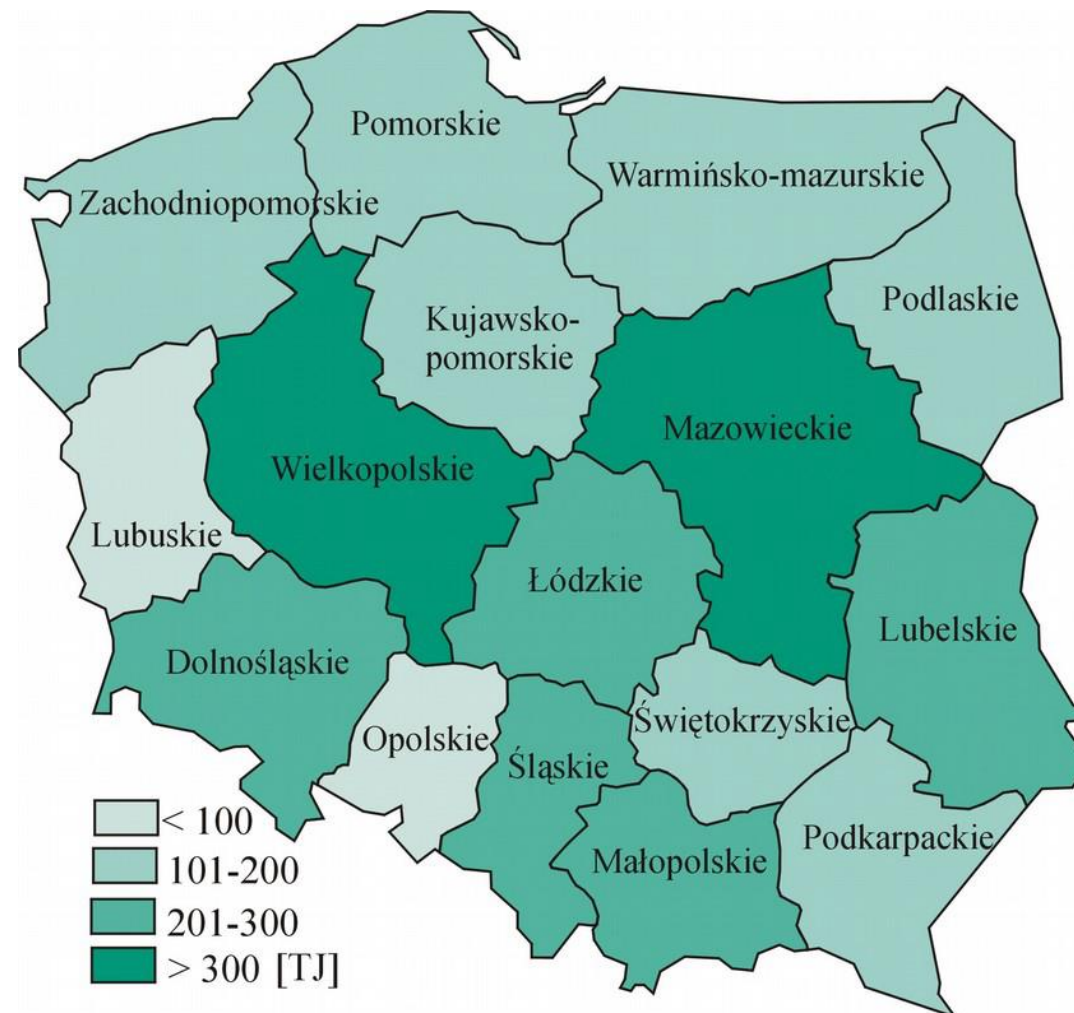 Pomorskie
Warmińsko-mazurskie
Zachodniopomorskie
Podlaskie
Kujawsko-
pomorskie
Mazowieckie
Wielkopolskie
Lubuskie
Łódzkie
Lubelskie
Dolnośląskie
Świętokrzyskie
Opolskie
Śląskie
Podkarpackie
Małopolskie
< 100
101-200
201-300
> 300 [TJ]